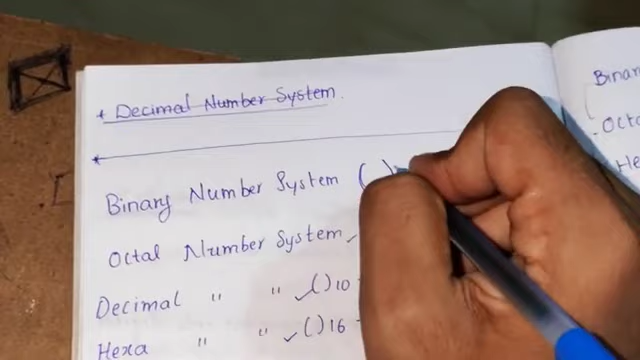 Decimal Number System.
Binary Number System ( )
Octal Number System ✓
Decimal " " ✓ ( ) 10
Hexa " " ✓ ( ) 16
Binar
Octa
He